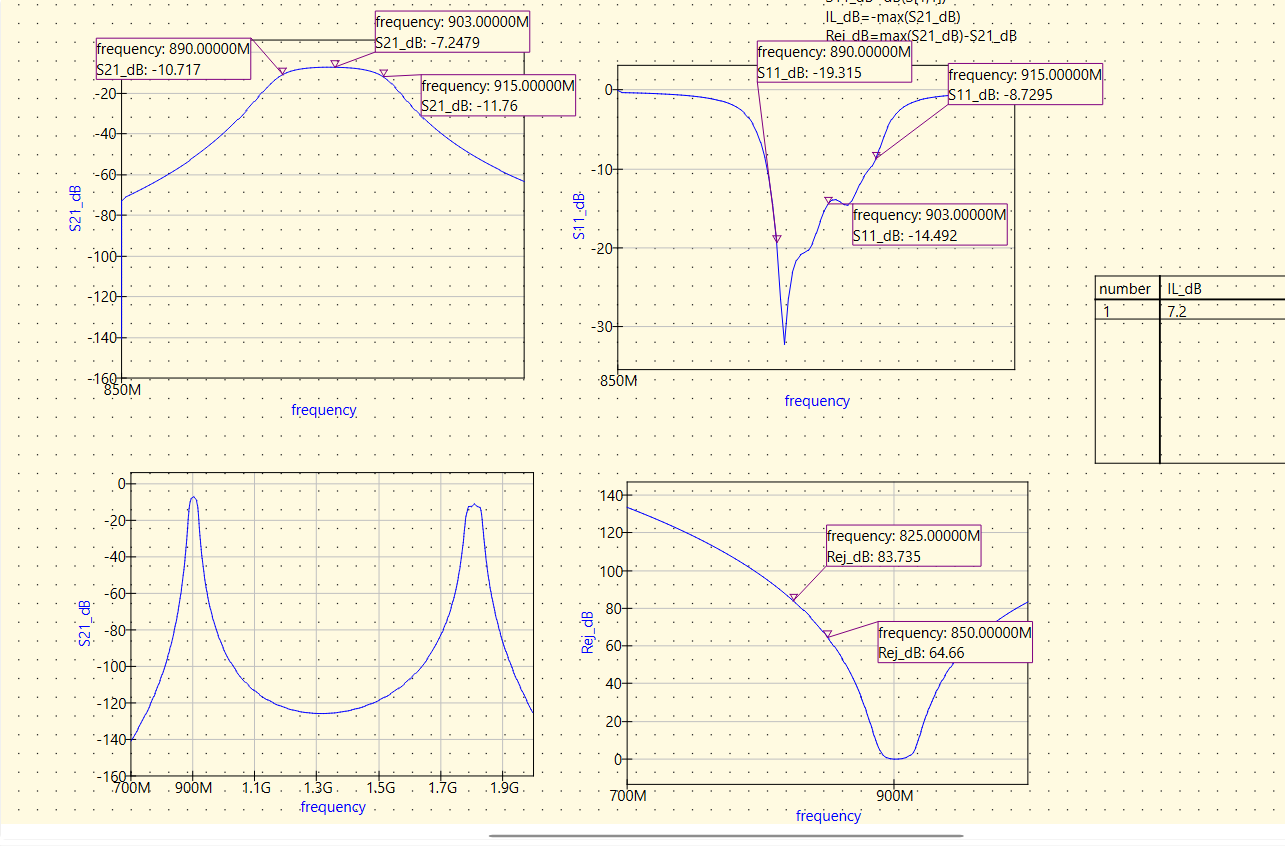 IL_dB=-max(S21_dB)
Rej_dB=max(S21_dB)-S21_dB
frequency: 903.00000M
S21_dB: -7.2479
frequency: 890.00000M
S21_dB: -10.717
frequency: 915.00000M
S21_dB: -11.76
-20
-40
-60
-80
-100
-120
-140
-160
850M
S21_dB
frequency
frequency: 890.00000M
S11_dB: -19.315
frequency: 915.00000M
S11_dB: -8.7295
frequency: 903.00000M
S11_dB: -14.492
0
-10
-20
-30
850M
S11_dB
frequency
number IL_dB
1 7.2
0
-20
-40
-60
-80
-100
-120
-140
-160
700M 900M 1.1G 1.3G 1.5G 1.7G 1.9G
S21_dB
frequency
140
120
100
80
60
40
20
0
frequency: 825.00000M
Rej_dB: 83.735
frequency: 850.00000M
Rej_dB: 64.66
700M 900M
Rej_dB
frequency